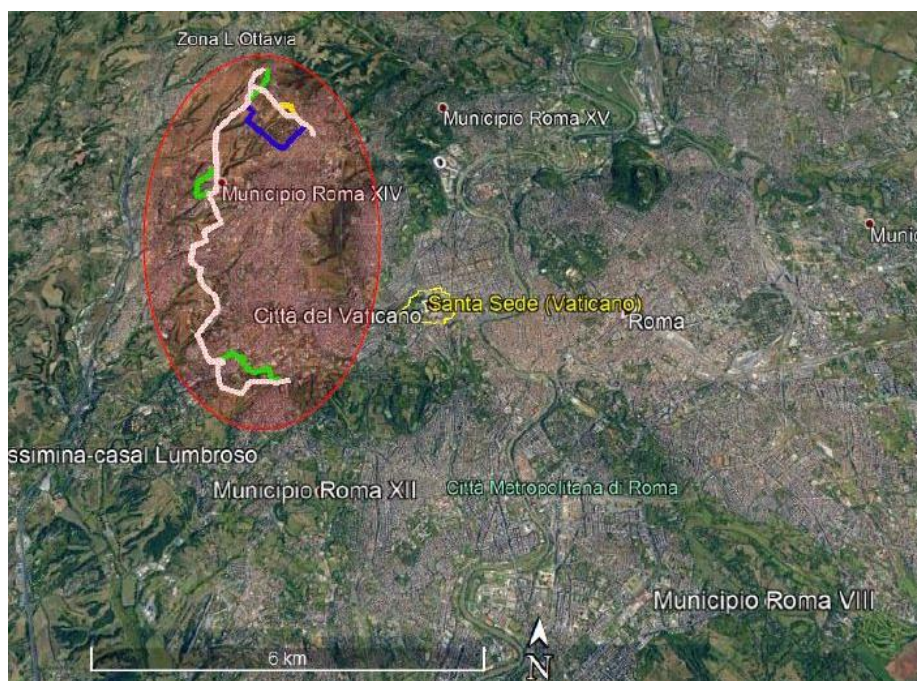 Zona L Ottavia
Municipio Roma XV
Municipio Roma XIV
Munic
Santa Sede (Vaticano)
Città del Vaticano
Roma
ssimina-casal Lumbroso
Municipio Roma XII
Città Metropolitana di Roma
Municipio Roma VIII
6 km
N